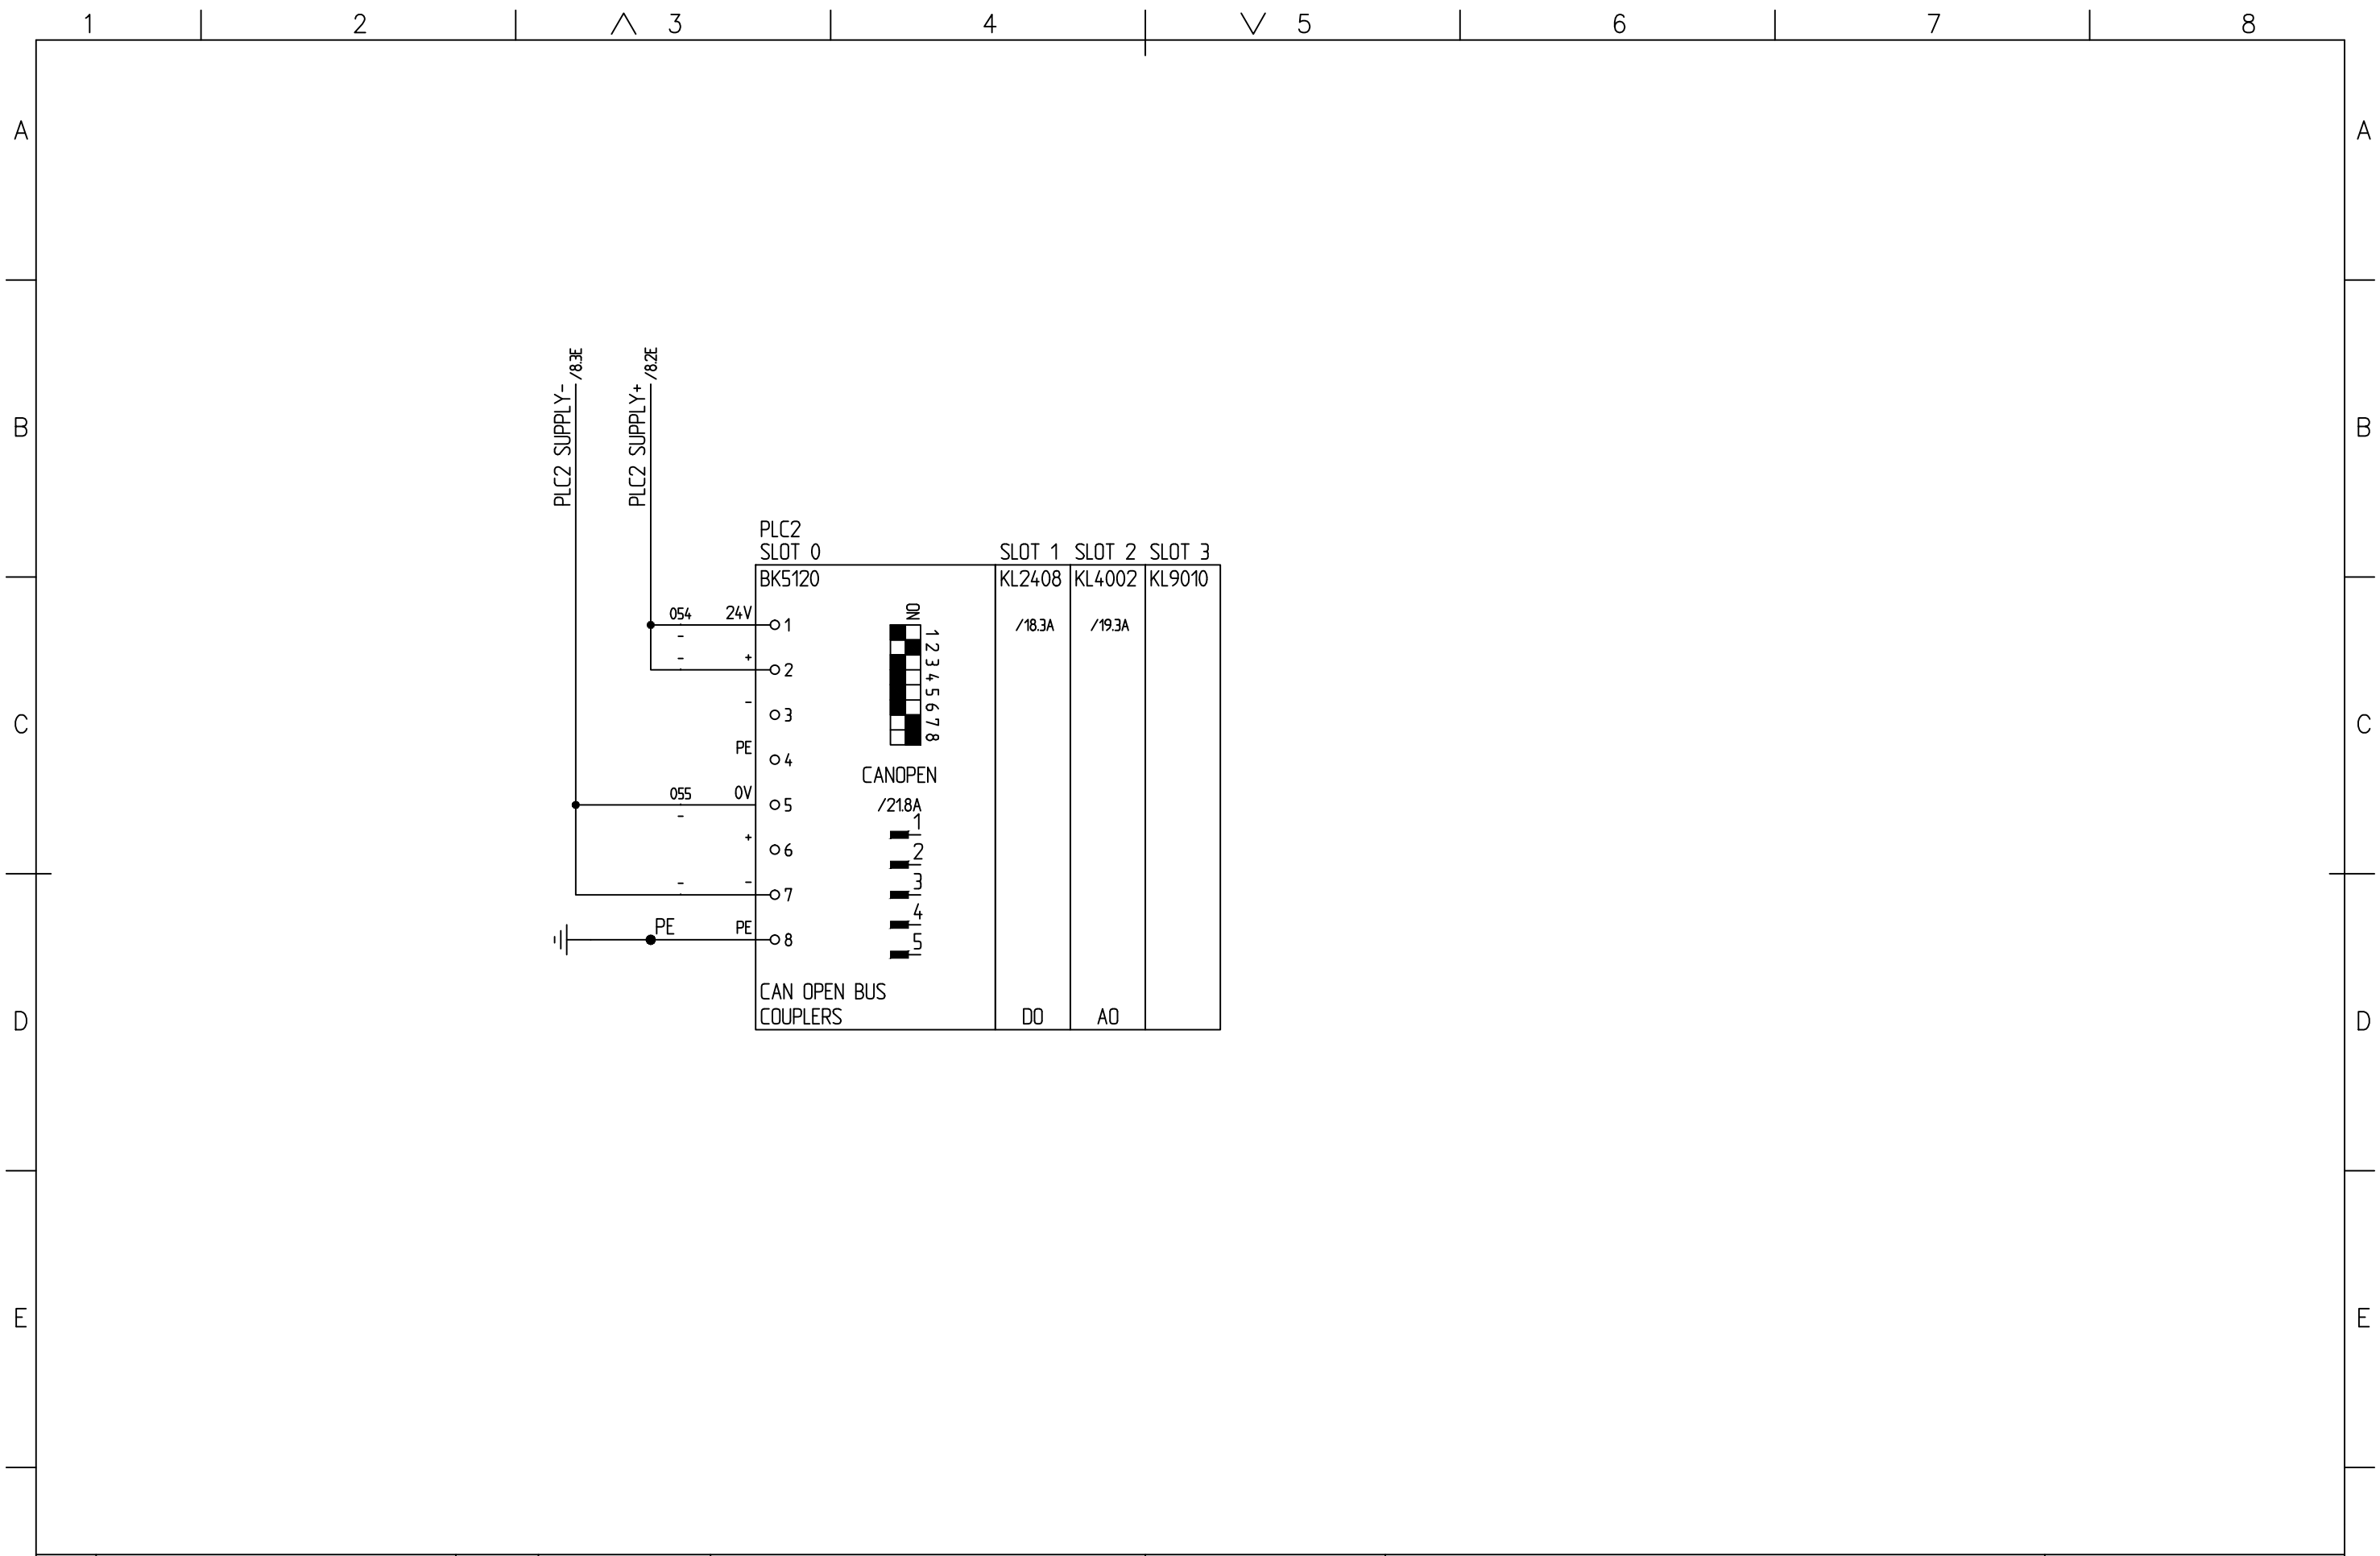 1 2 3 4 5 6 7 8
A A
B B
C C
D D
E E
PLC2 SUPPLY- /8.3E
PLC2 SUPPLY+ /8.2E
PLC2
SLOT 0 SLOT 1 SLOT 2 SLOT 3
BK5120 KL2408 KL4002 KL9010
/18.3A /19.3A
054 24V 1
- + 2
- 3
PE 4
055 0V 5
- + 6
- - 7
PE PE 8
ON
1 2 3 4 5 6 7 8
CANOPEN
/21.8A
1
2
3
4
5
CAN OPEN BUS
COUPLERS DO AO